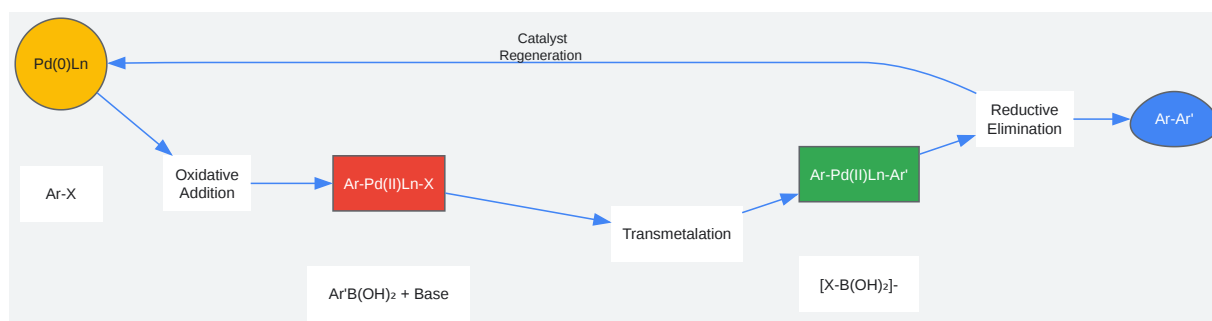 Catalyst
Regeneration
Pd(0)Ln
Reductive
Elimination
Ar-Ar'
Oxidative
Addition
Ar-Pd(II)Ln-X
Ar-Pd(II)Ln-Ar'
Ar-X
Transmetalation
Ar'B(OH)₂ + Base
[X-B(OH)₂]-